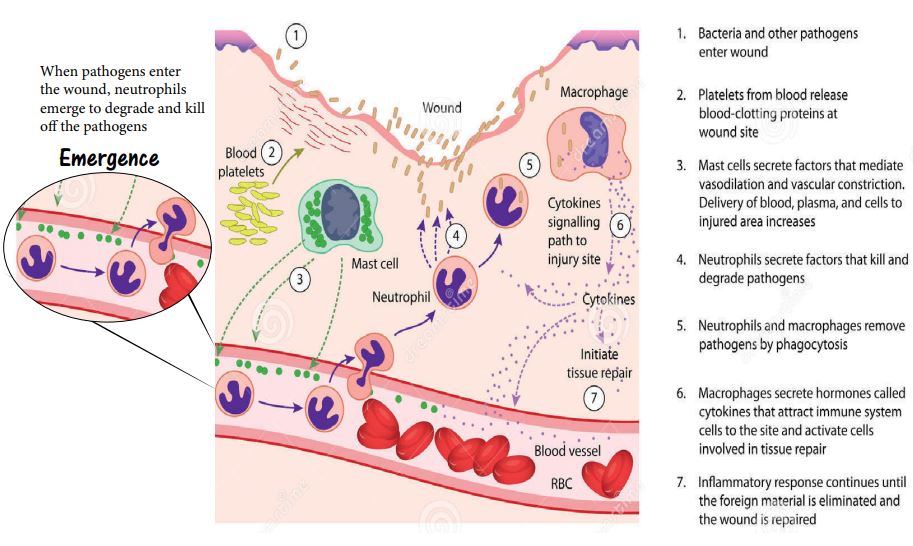 When pathogens enter
the wound, neutrophils
emerge to degrade and kill
off the pathogens
Emergence
1
Wound
Macrophage
Blood
platelets
2
5
Cytokines
signalling
path to
injury site
6
4
Mast cell
3
Neutrophil
Cytokines
Initiate
tissue repair
7
Blood vessel
RBC
1. Bacteria and other pathogens
enter wound
2. Platelets from blood release
blood-clotting proteins at
wound site
3. Mast cells secrete factors that mediate
vasodilation and vascular constriction.
Delivery of blood, plasma, and cells to
injured area increases
4. Neutrophils secrete factors that kill and
degrade pathogens
5. Neutrophils and macrophages remove
pathogens by phagocytosis
6. Macrophages secrete hormones called
cytokines that attract immune system
cells to the site and activate cells
involved in tissue repair
7. Inflammatory response continues until
the foreign material is eliminated and
the wound is repaired